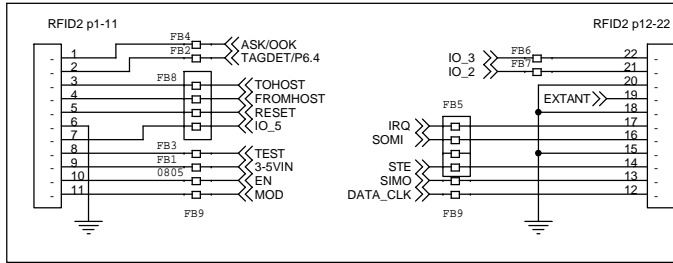 RFID2 p1-11
RFID2 p12-22
FB4
1 ASK/OOK
FB2
2 TAGDET/P6.4
FB8
3 TOHOST
4 FROMHOST
5 RESET
6 IO_5
7
FB3
8 TEST
FB1
9 3-5VIN
0805
10 EN
11 MOD
FB9
IO_3 FB6 22
IO_2 FB7 21
20
EXTANT 19
FB5
18
IRQ 17
SOMI 16
15
STE 14
SIMO 13
DATA_CLK 12
FB9